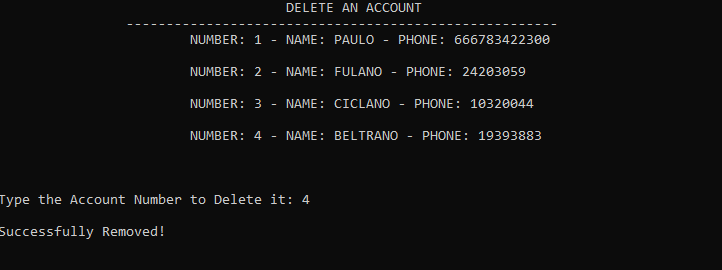 DELETE AN ACCOUNT
------------------------------------------------------
NUMBER: 1 - NAME: PAULO - PHONE: 666783422300
NUMBER: 2 - NAME: FULANO - PHONE: 24203059
NUMBER: 3 - NAME: CICLANO - PHONE: 10320044
NUMBER: 4 - NAME: BELTRANO - PHONE: 19393883
Type the Account Number to Delete it: 4
Successfully Removed!